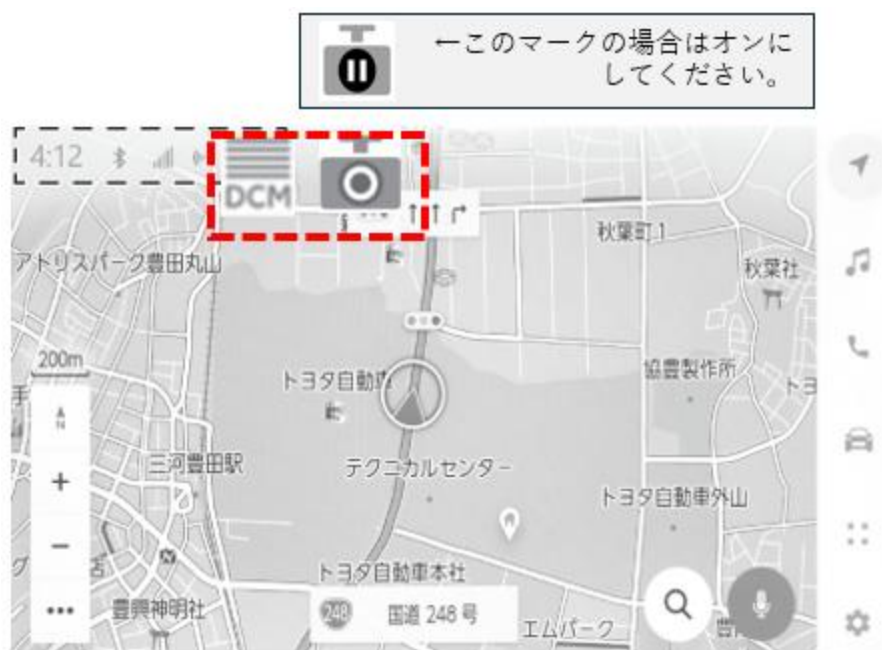 ←このマークの場合はオンに
してください。
4:12
DCM
秋葉町1
アトリスパーク豊田丸山
秋葉社
200m
トヨタ自動
協豊製作所
トヨ
手
N
三河豊田駅
テクニカルセンター
トヨタ自動車外山
トヨタ自動車本社
豊興神明社
248
国道 248 号
エムパーク